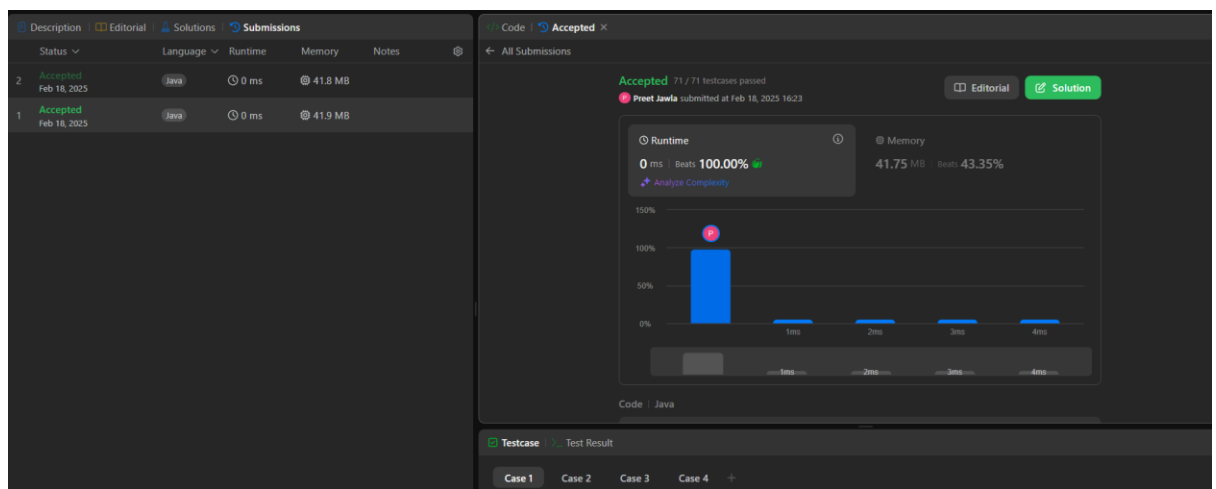 Description Editorial Solutions Submissions
Status Language Runtime Memory Notes
2 Accepted Java 0 ms 41.8 MB
Feb 18, 2025
1 Accepted Java 0 ms 41.9 MB
Feb 18, 2025
</> Code Accepted ×
← All Submissions
Accepted 71 / 71 testcases passed
P Preet Jawla submitted at Feb 18, 2025 16:23
Editorial Solution
Runtime
0 ms Beats 100.00%
Analyze Complexity
Memory
41.75 MB Beats 43.35%
150%
100%
50%
0%
P
1ms 2ms 3ms 4ms
1ms 2ms 3ms 4ms
Code Java
Testcase >_ Test Result
Case 1 Case 2 Case 3 Case 4 +